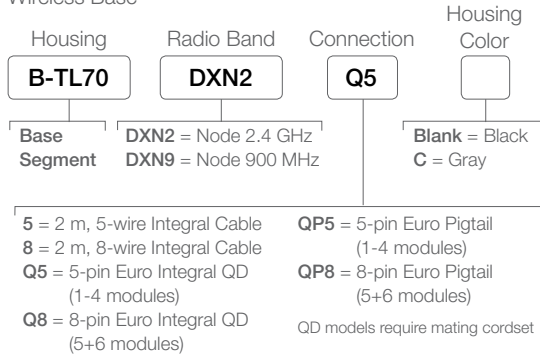 Wireless Base
Housing
Radio Band
Connection
Housing
Color
B-TL70
DXN2
Q5
Base
Segment
DXN2 = Node 2.4 GHz
DXN9 = Node 900 MHz
Blank = Black
C = Gray
5 = 2 m, 5-wire Integral Cable
8 = 2 m, 8-wire Integral Cable
Q5 = 5-pin Euro Integral QD
(1-4 modules)
Q8 = 8-pin Euro Integral QD
(5+6 modules)
QP5 = 5-pin Euro Pigtail
(1-4 modules)
QP8 = 8-pin Euro Pigtail
(5+6 modules)
QD models require mating cordset